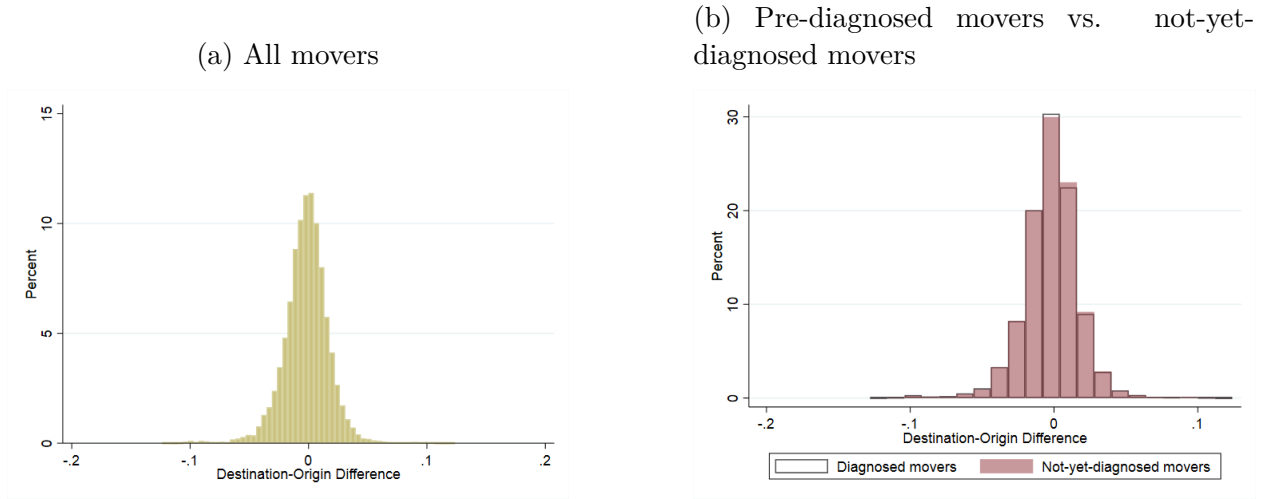 (a) All movers
(b) Pre-diagnosed movers vs. not-yet-
diagnosed movers
15
10
5
0
Percent
-.2
-.1
0
.1
.2
Destination-Origin Difference
30
20
10
0
Percent
-.2
-.1
0
.1
Destination-Origin Difference
Diagnosed movers
Not-yet-diagnosed movers